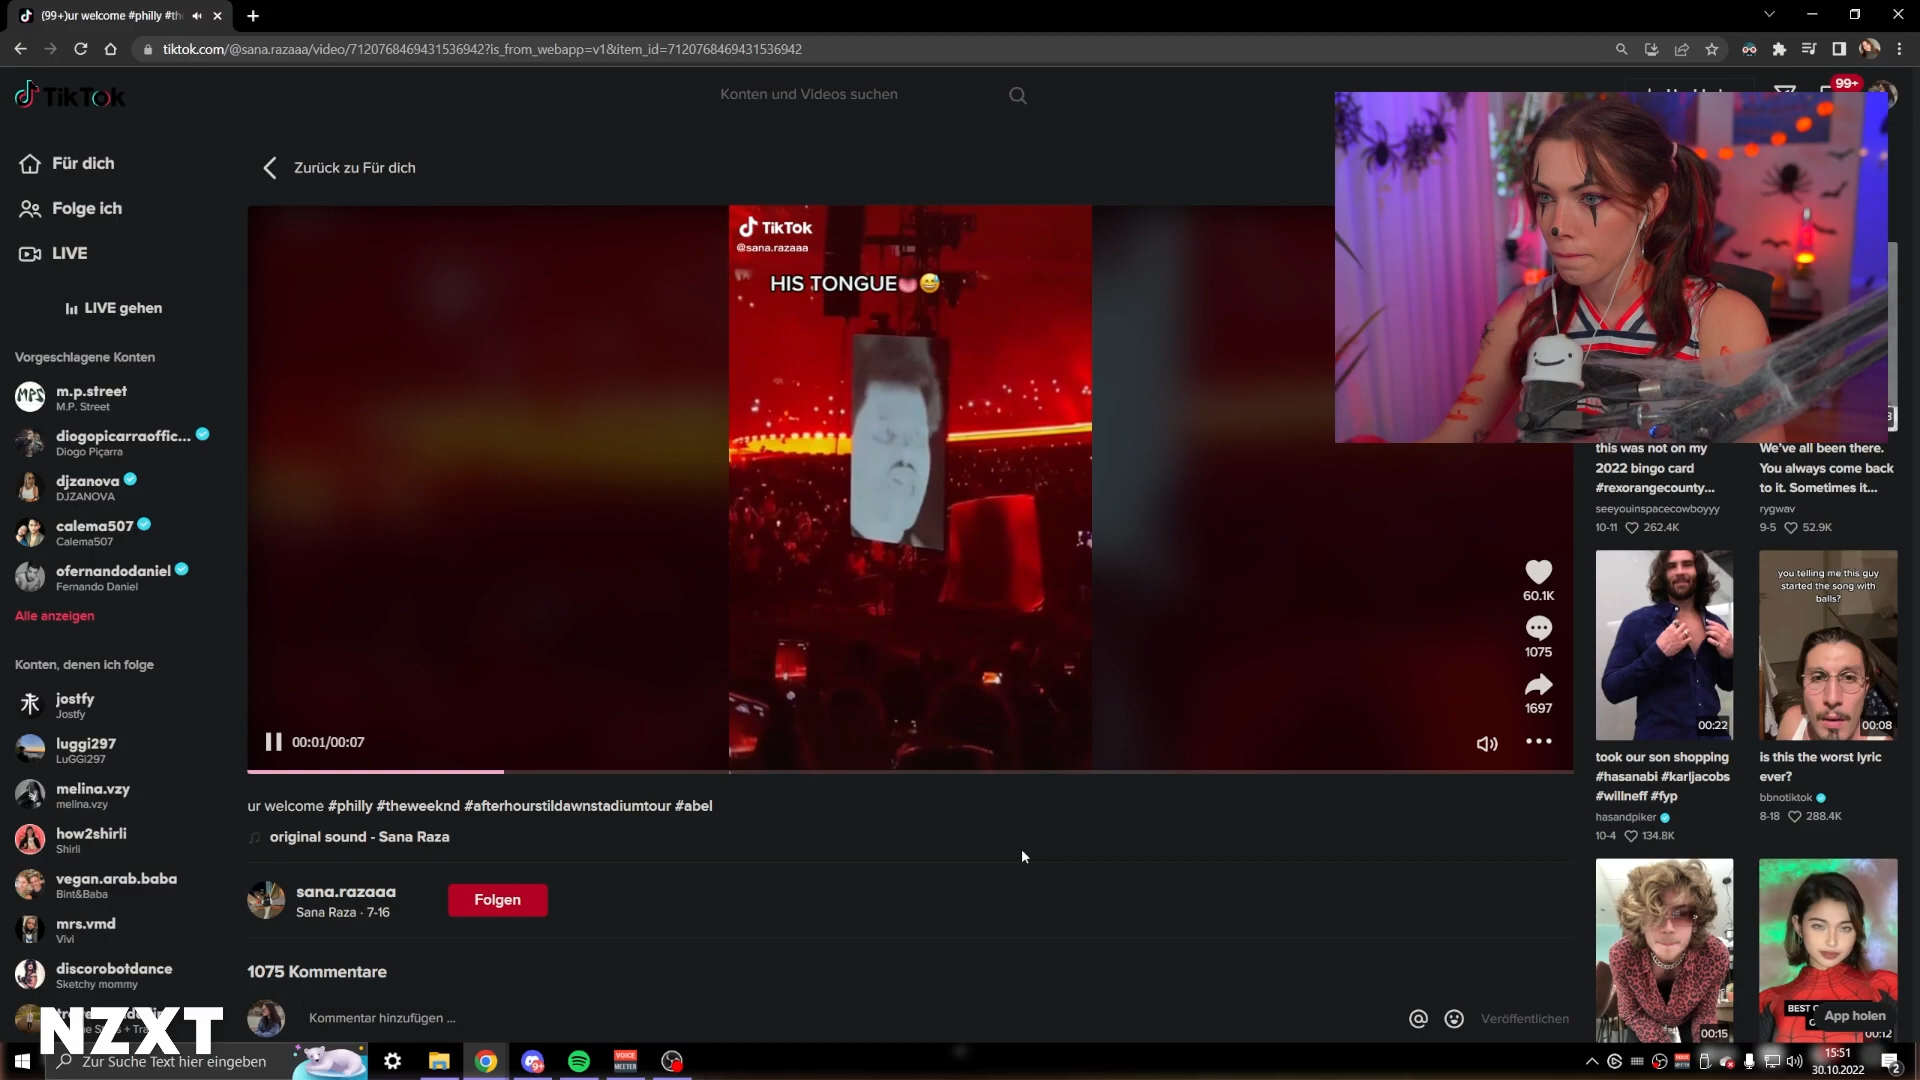 (99+)ur welcome #philly #th
tiktok.com/@sana.razaaa/video/7120768469431536942?is_from_webapp=v1&item_id=7120768469431536942
TikTok
Konten und Videos suchen
99+
Für dich
Folge ich
LIVE
LIVE gehen
Vorgeschlagene Konten
MPS
m.p.street
M.P. Street
diogopicarraoffic...
Diogo Piçarra
djzanova
DJZANOVA
calema507
Calema507
ofernandodaniel
Fernando Daniel
Alle anzeigen
Konten, denen ich folge
jostfy
Jostfy
luggi297
LuGGi297
melina.vzy
melina.vzy
how2shirli
Shirli
vegan.arab.baba
Bint&Baba
mrs.vmd
Vivi
discorobotdance
Sketchy mommy
NZXT
Zurück zu Für dich
TikTok
@sana.razaaa
HIS TONGUE👅😅
60.1K
1075
1697
00:01/00:07
ur welcome #philly #theweeknd #afterhourstildawnstadiumtour #abel
original sound - Sana Raza
sana.razaaa
Sana Raza · 7-16
Folgen
1075 Kommentare
Kommentar hinzufügen ...
Veröffentlichen
this was not on my
2022 bingo card
#rexorangecounty...
seeyouinspacecowboyyy
10-11 262.4K
We've all been there.
You always come back
to it. Sometimes it...
rygwav
9-5 52.9K
00:22
took our son shopping
#hasanabi #karljacobs
#willneff #fyp
hasandpiker
10-4 134.8K
you telling me this guy
started the song with
balls?
00:08
is this the worst lyric
ever?
bbnotiktok
8-18 288.4K
00:15
BEST
App holen
00:12
Zur Suche Text hier eingeben
VOICE
MEETER
15:51
30.10.2022
2